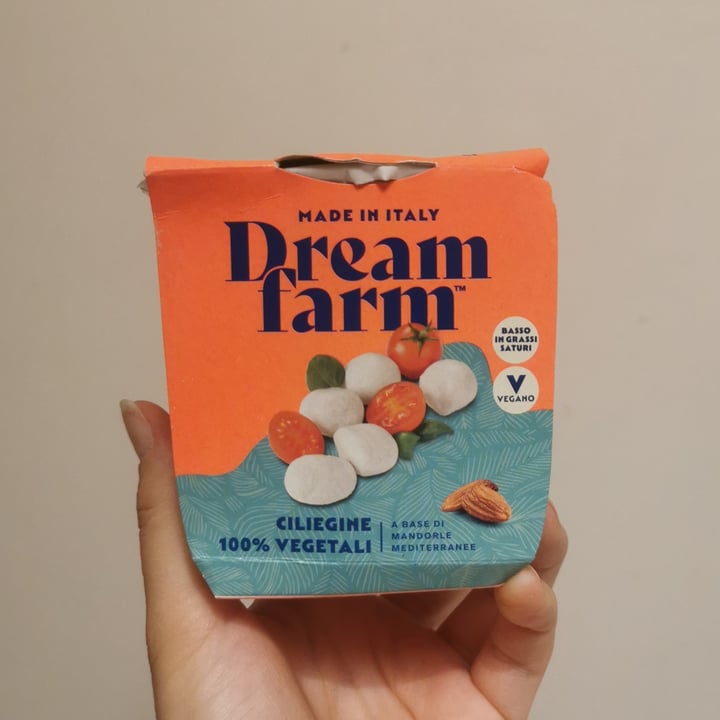 MADE IN ITALY
Dream
farm™
BASSO
IN GRASSI
SATURI
V
VEGANO
CILIEGINE
100% VEGETALI
A BASE DI
MANDORLE
MEDITERRANEE